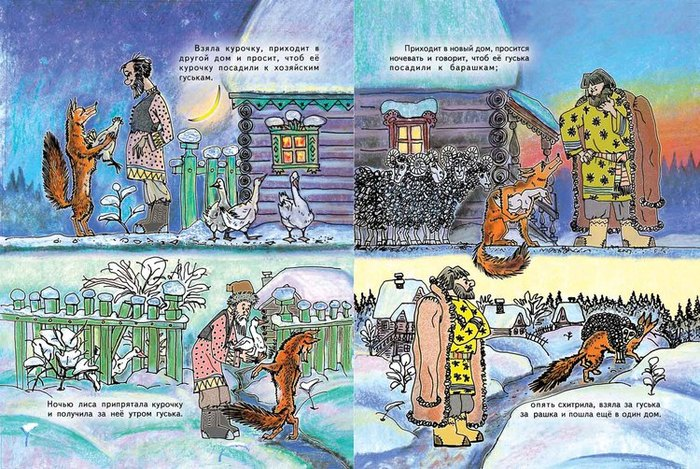 Взяла курочку, приходит в
другой дом и просит, чтоб её
курочку посадили к хозяйским
гуськам.
Приходит в новый дом, просится
ночевать и говорит, чтоб её гуська
посадили к барашкам;
Ночью лиса припрятала курочку
и получила за неё утром гуська.
опять схитрила, взяла за гуська
за рашка и пошла ещё в один дом.